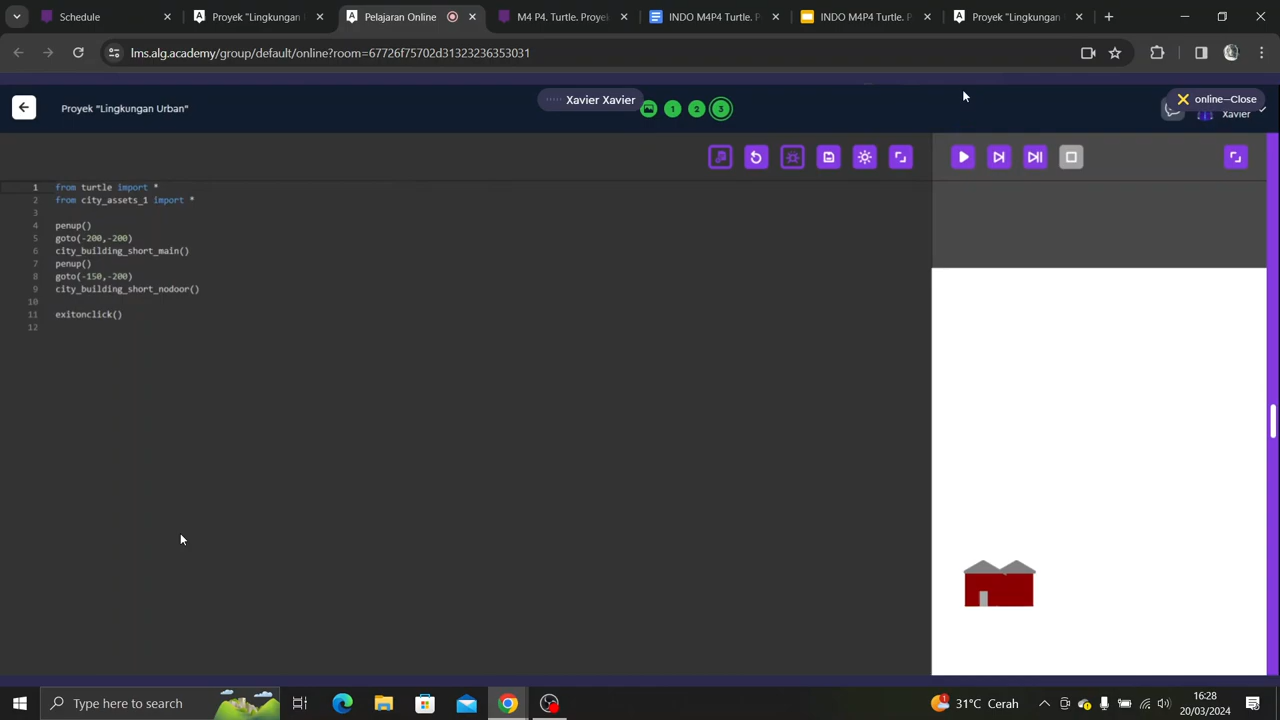 Schedule
Proyek "Lingkungan
Pelajaran Online
M4 P4. Turtle. Proye
INDO M4P4 Turtle. P
INDO M4P4 Turtle. P
Proyek "Lingkungan
lms.alg.academy/group/default/online?room=67726f75702d31323236353031
Proyek "Lingkungan Urban"
Xavier Xavier
1 2 3
online—Close
Xavier
1 from turtle import *
2 from city_assets_1 import *
3
4 penup()
5 goto(-200,-200)
6 city_building_short_main()
7 penup()
8 goto(-150,-200)
9 city_building_short_nodoor()
10
11 exitonclick()
12
Type here to search
1
31°C Cerah
16:28
20/03/2024